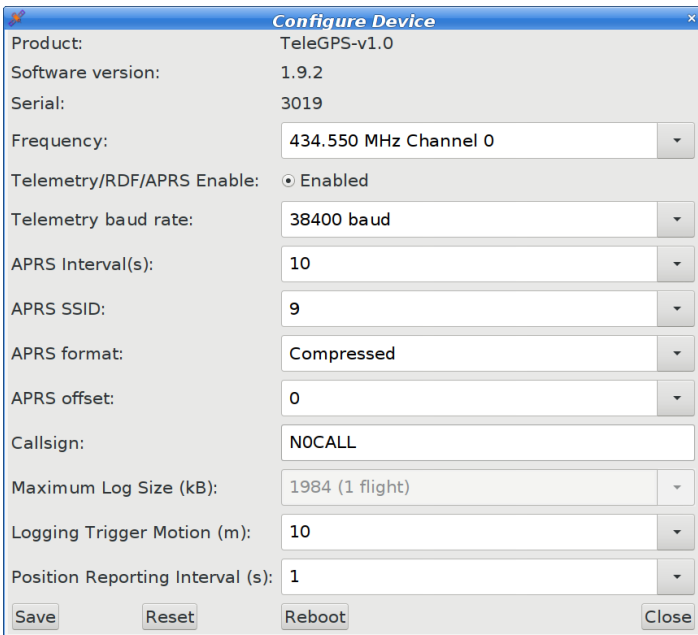 Configure Device
Product: TeleGPS-v1.0
Software version: 1.9.2
Serial: 3019
Frequency: 434.550 MHz Channel 0
Telemetry/RDF/APRS Enable: Enabled
Telemetry baud rate: 38400 baud
APRS Interval(s): 10
APRS SSID: 9
APRS format: Compressed
APRS offset: 0
Callsign: N0CALL
Maximum Log Size (kB): 1984 (1 flight)
Logging Trigger Motion (m): 10
Position Reporting Interval (s): 1
Save Reset Reboot Close